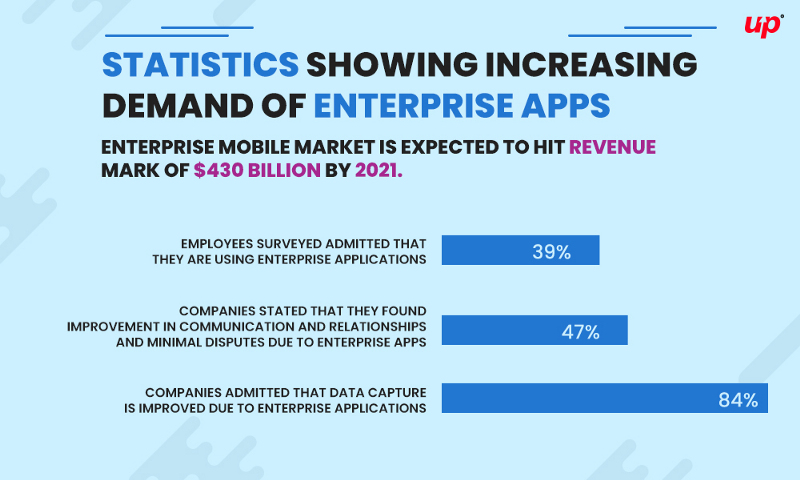 up
STATISTICS SHOWING INCREASING
DEMAND OF ENTERPRISE APPS
ENTERPRISE MOBILE MARKET IS EXPECTED TO HIT REVENUE
MARK OF $430 BILLION BY 2021.
EMPLOYEES SURVEYED ADMITTED THAT
THEY ARE USING ENTERPRISE APPLICATIONS
39%
COMPANIES STATED THAT THEY FOUND
IMPROVEMENT IN COMMUNICATION AND RELATIONSHIPS
AND MINIMAL DISPUTES DUE TO ENTERPRISE APPS
47%
COMPANIES ADMITTED THAT DATA CAPTURE
IS IMPROVED DUE TO ENTERPRISE APPLICATIONS
84%